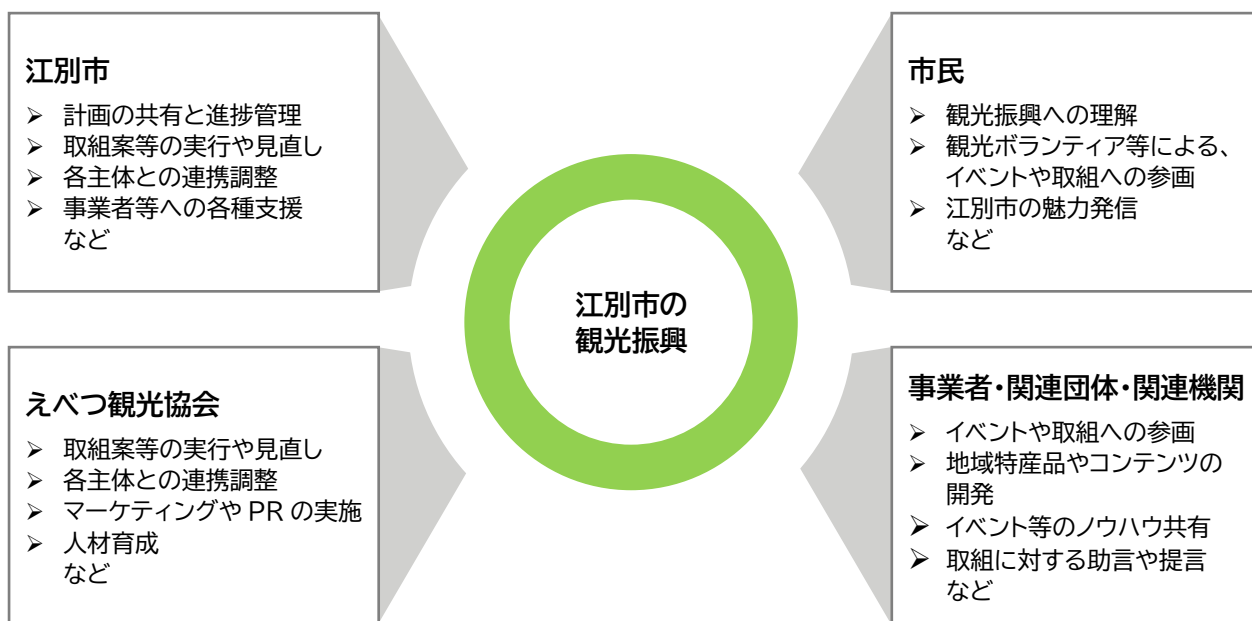 江別市
➢ 計画の共有と進捗管理
➢ 取組案等の実行や見直し
➢ 各主体との連携調整
➢ 事業者等への各種支援
など
市民
➢ 観光振興への理解
➢ 観光ボランティア等による、
イベントや取組への参画
➢ 江別市の魅力発信
など
江別市の
観光振興
えべつ観光協会
➢ 取組案等の実行や見直し
➢ 各主体との連携調整
➢ マーケティングや PR の実施
➢ 人材育成
など
事業者・関連団体・関連機関
➢ イベントや取組への参画
➢ 地域特産品やコンテンツの
開発
➢ イベント等のノウハウ共有
➢ 取組に対する助言や提言
など